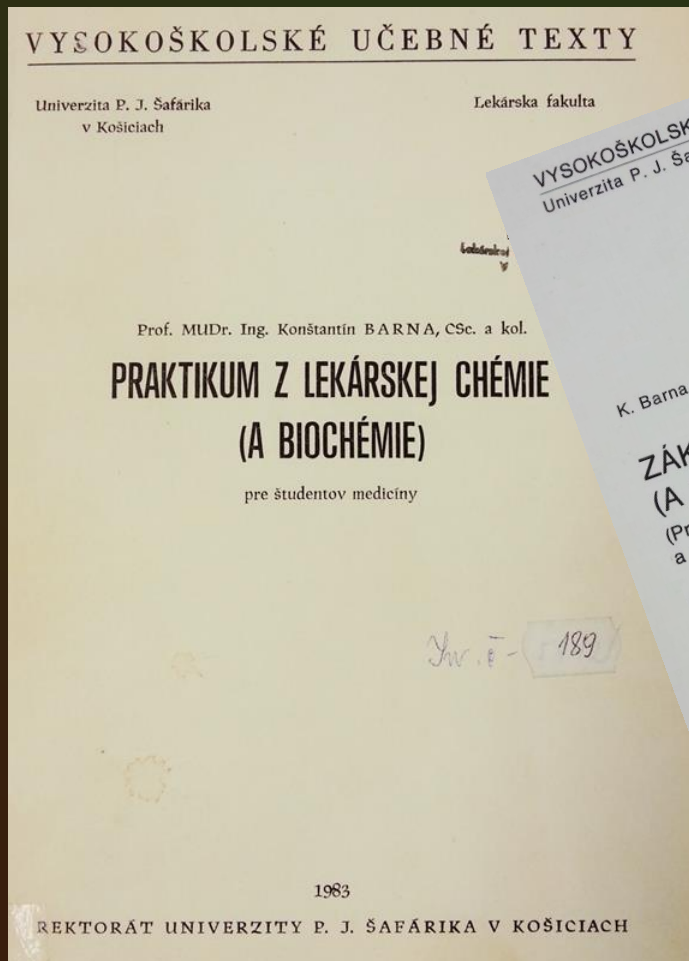 VYSOKOŠKOLSKÉ UČEBNÉ TEXTY
Univerzita P. J. Šafárika
v Košiciach
Lekárska fakulta
Prof. MUDr. Ing. Konštantín BARNA, CSc. a kol.
PRAKTIKUM Z LEKÁRSKEJ CHÉMIE
(A BIOCHÉMIE)
pre študentov medicíny
189
1983
REKTORÁT UNIVERZITY P. J. ŠAFÁRIKA V KOŠICIACH
VYSOKOŠKOLSK
Univerzita P. J. Ša
K. Barna
ZÁK
(A
(Pr
a